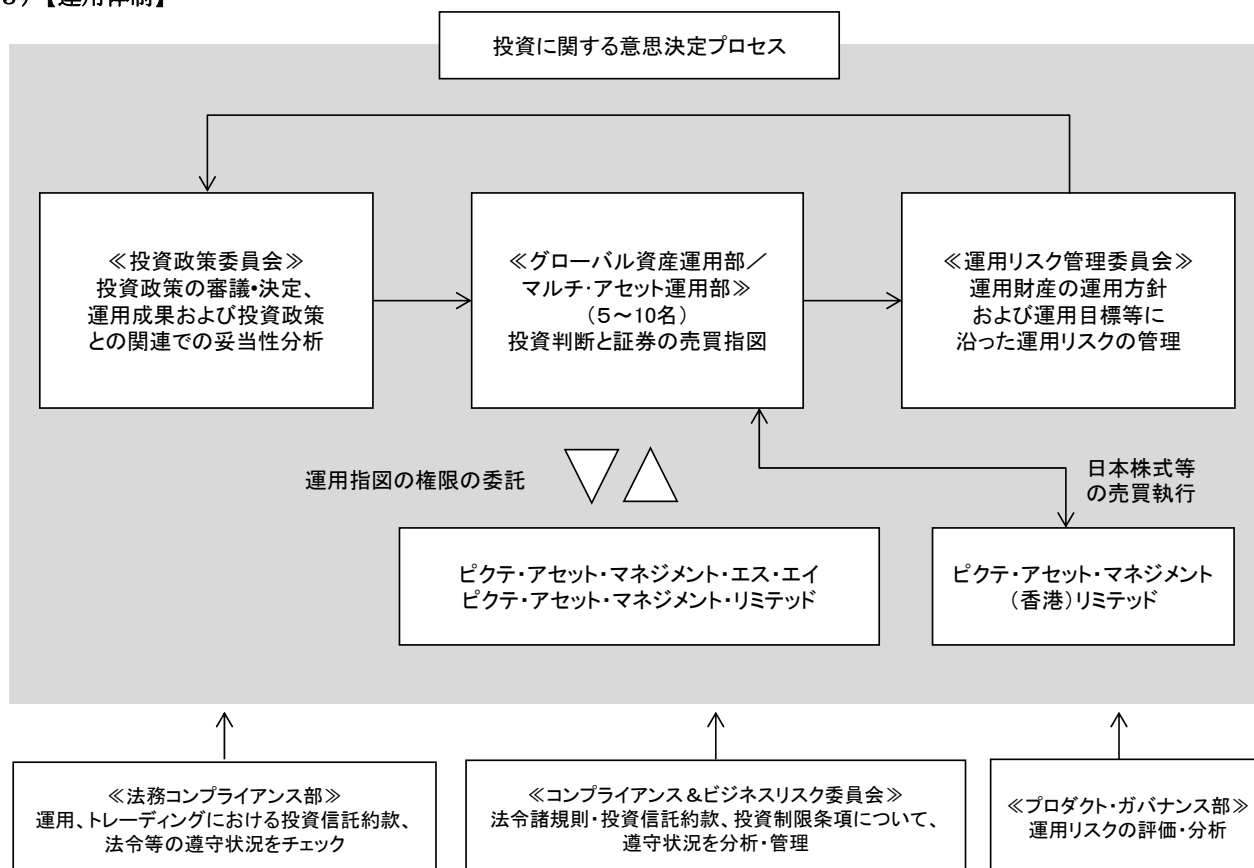 【運用体制】
投資に関する意思決定プロセス
≪投資政策委員会≫
投資政策の審議・決定、
運用成果および投資政策
との関連での妥当性分析
≪グローバル資産運用部／
マルチ・アセット運用部≫
（５～１０名）
投資判断と証券の売買指図
≪運用リスク管理委員会≫
運用財産の運用方針
および運用目標等に
沿った運用リスクの管理
運用指図の権限の委託
日本株式等
の売買執行
ピクテ・アセット・マネジメント・エス・エイ
ピクテ・アセット・マネジメント・リミテッド
ピクテ・アセット・マネジメント
（香港）リミテッド
≪法務コンプライアンス部≫
運用、トレーディングにおける投資信託約款、
法令等の遵守状況をチェック
≪コンプライアンス＆ビジネスリスク委員会≫
法令諸規則・投資信託約款、投資制限条項について、
遵守状況を分析・管理
≪プロダクト・ガバナンス部≫
運用リスクの評価・分析